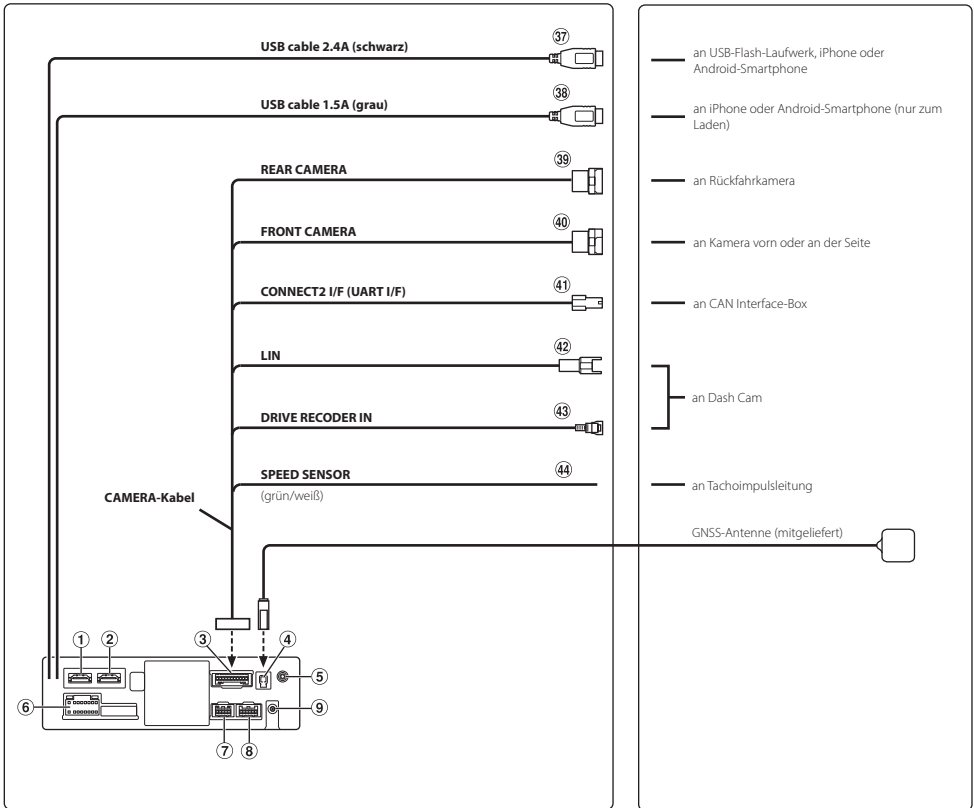 USB cable 2.4A (schwarz)
37
an USB-Flash-Laufwerk, iPhone oder
Android-Smartphone
USB cable 1.5A (grau)
38
an iPhone oder Android-Smartphone (nur zum
Laden)
REAR CAMERA
39
an Rückfahrkamera
FRONT CAMERA
40
an Kamera vorn oder an der Seite
CONNECT2 I/F (UART I/F)
41
an CAN Interface-Box
LIN
42
an Dash Cam
DRIVE RECODER IN
43
SPEED SENSOR
(grün/weiß)
44
an Tachoimpulsleitung
CAMERA-Kabel
GNSS-Antenne (mitgeliefert)
1
2
3
4
5
6
7
8
9